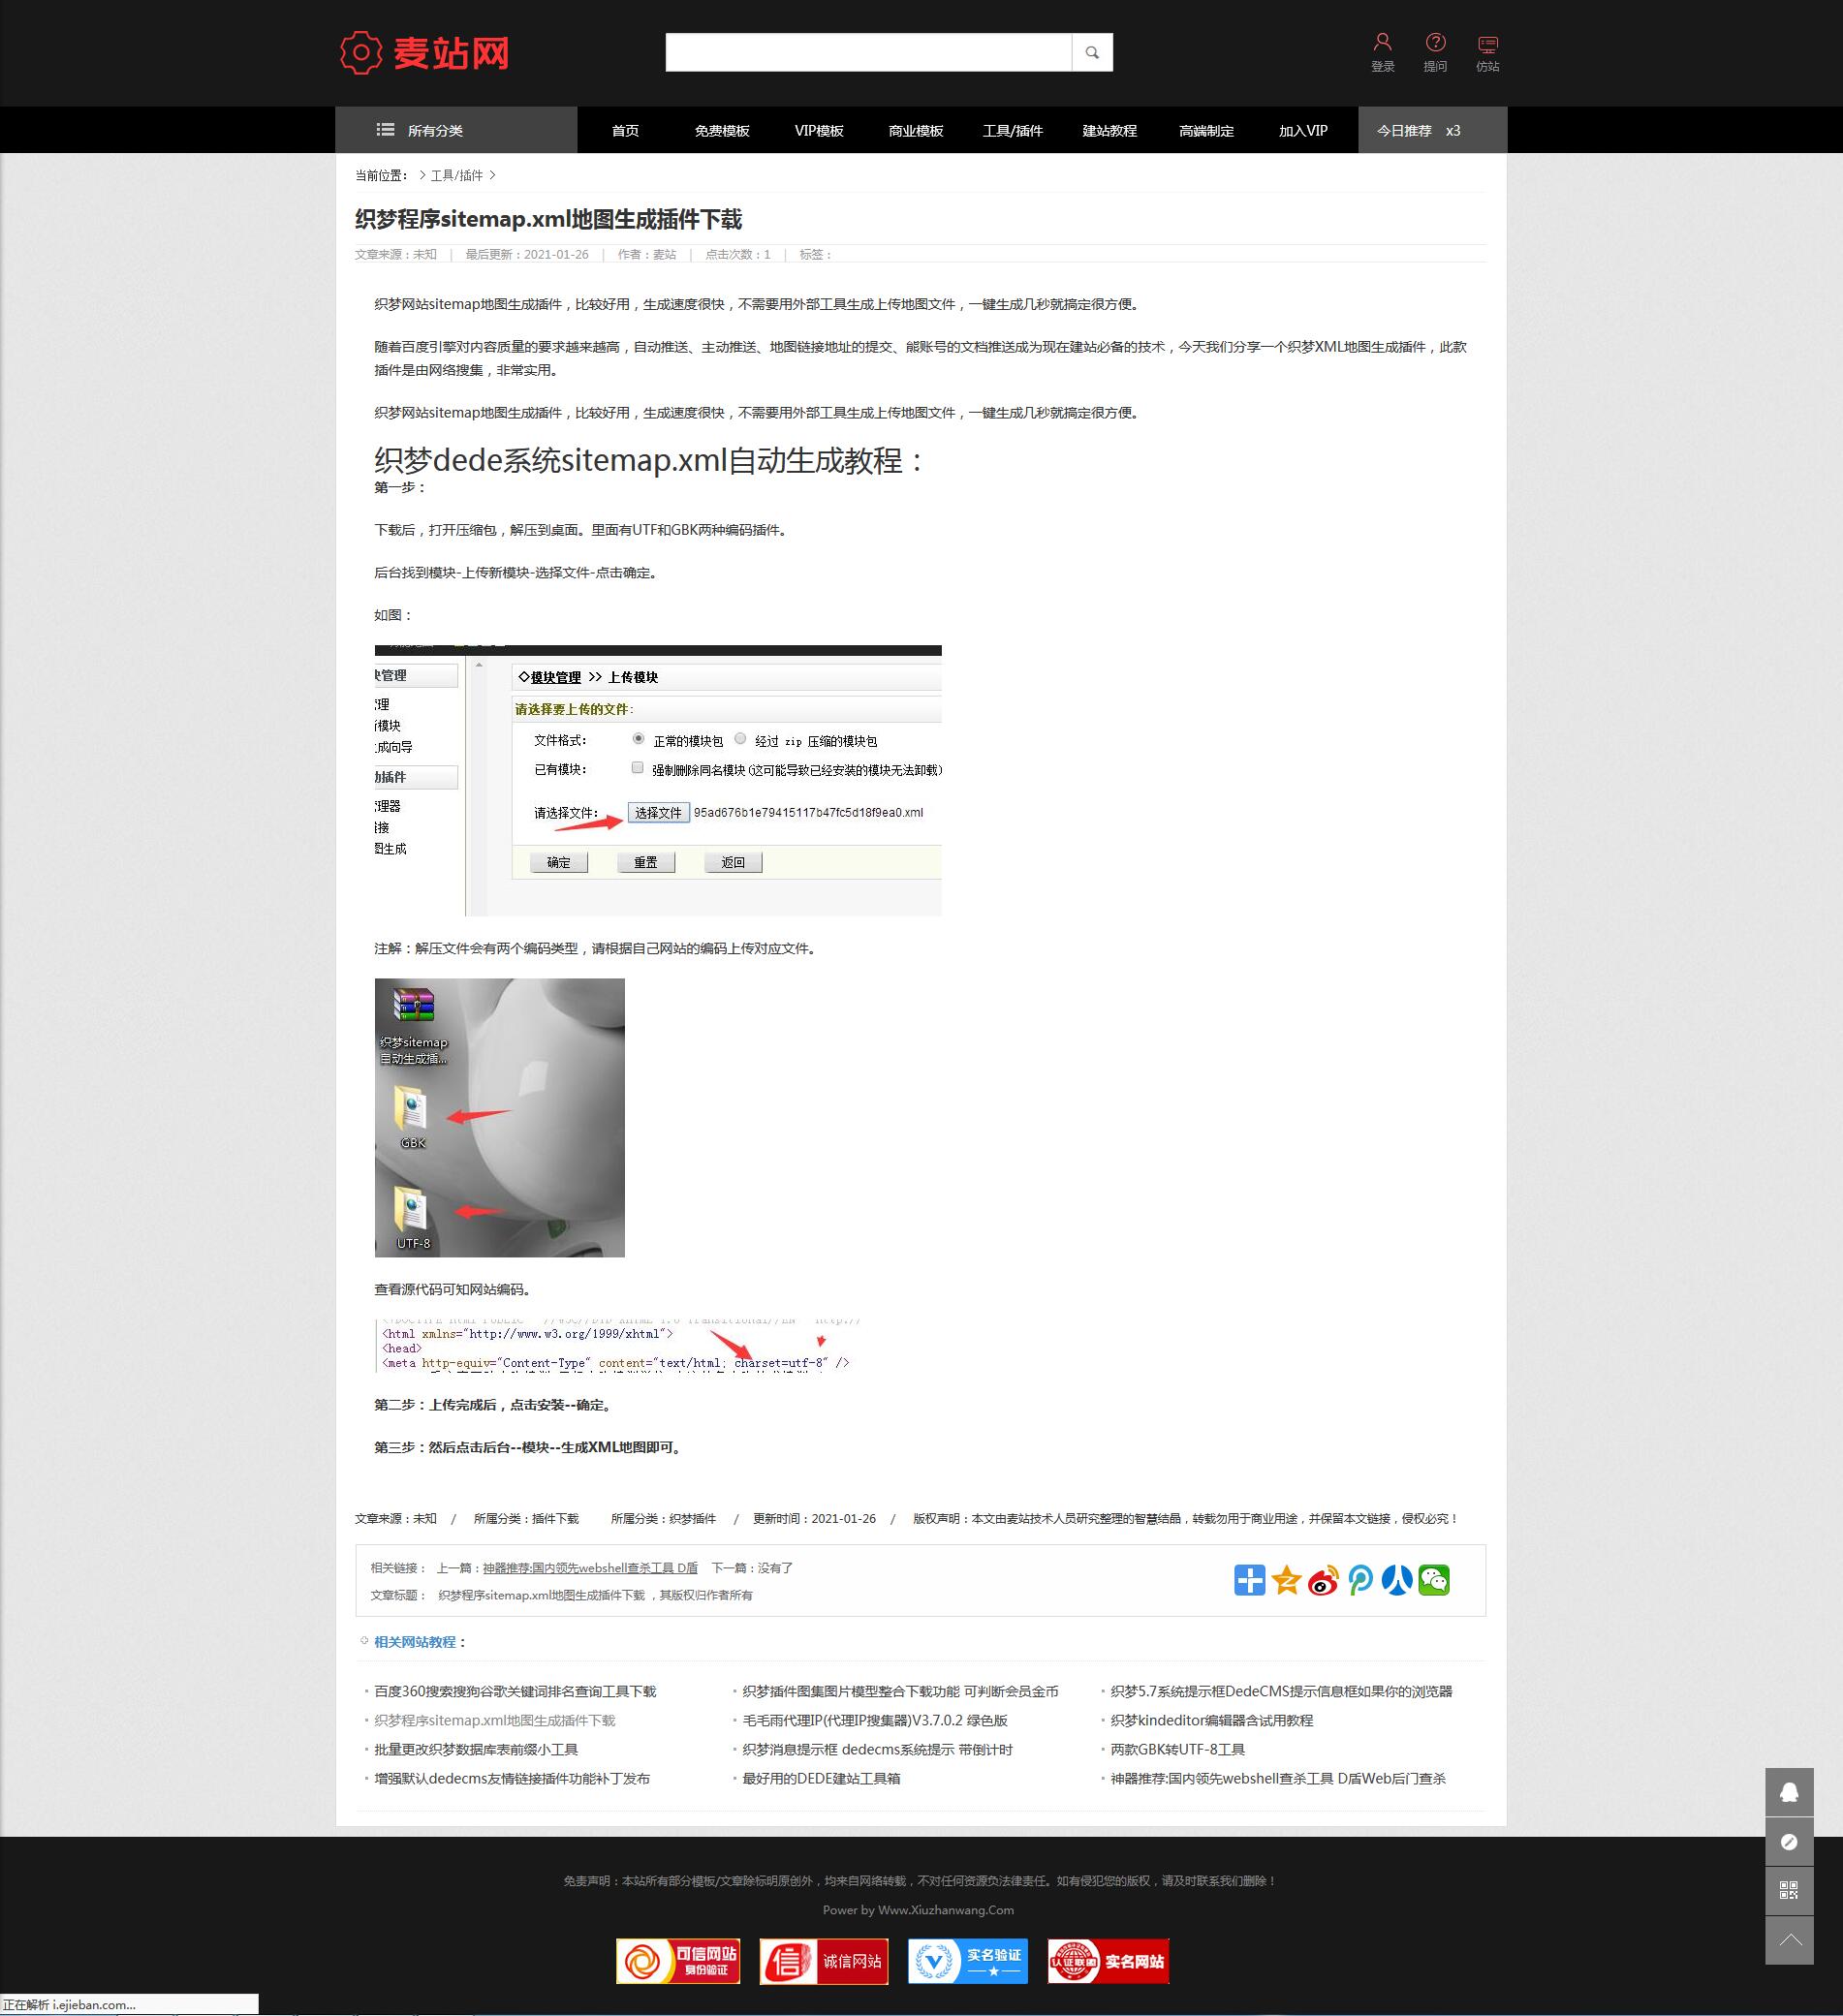 麦站网
登录
提问
仿站
所有分类
首页
免费模板
VIP模板
商业模板
工具/插件
建站教程
高端制定
加入VIP
今日推荐 x3
当前位置： > 工具/插件 >
织梦程序sitemap.xml地图生成插件下载
文章来源：未知 | 最后更新：2021-01-26 | 作者：麦站 | 点击次数：1 | 标签：
织梦网站sitemap地图生成插件，比较好用，生成速度很快，不需要用外部工具生成上传地图文件，一键生成几秒就搞定很方便。
随着百度引擎对内容质量的要求越来越高，自动推送、主动推送、地图链接地址的提交、熊账号的文档推送成为现在建站必备的技术，今天我们分享一个织梦XML地图生成插件，此款
插件是由网络搜集，非常实用。
织梦网站sitemap地图生成插件，比较好用，生成速度很快，不需要用外部工具生成上传地图文件，一键生成几秒就搞定很方便。
织梦dede系统sitemap.xml自动生成教程：
第一步：
下载后，打开压缩包，解压到桌面。里面有UTF和GBK两种编码插件。
后台找到模块-上传新模块-选择文件-点击确定。
如图：
块管理
管理
新模块
生成向导
助插件
管理器
链接
图生成
◇模块管理 >> 上传模块
请选择要上传的文件:
文件格式： 正常的模块包 经过 zip 压缩的模块包
已有模块： 强制删除同名模块(这可能导致已经安装的模块无法卸载)
请选择文件： 选择文件 95ad676b1e79415117b47fc5d18f9ea0.xml
确定 重置 返回
注解：解压文件会有两个编码类型，请根据自己网站的编码上传对应文件。
织梦sitemap
自动生成插...
GBK
UTF-8
查看源代码可知网站编码。
<html xmlns="http://www.w3.org/1999/xhtml">
<head>
<meta http-equiv="Content-Type" content="text/html; charset=utf-8" />
第二步：上传完成后，点击安装--确定。
第三步：然后点击后台--模块--生成XML地图即可。
文章来源：未知 / 所属分类：插件下载 所属分类：织梦插件 / 更新时间：2021-01-26 / 版权声明：本文由麦站技术人员研究整理的智慧结晶，转载勿用于商业用途，并保留本文链接，侵权必究！
相关链接： 上一篇：神器推荐:国内领先webshell查杀工具 D盾 下一篇：没有了
文章标题： 织梦程序sitemap.xml地图生成插件下载 ，其版权归作者所有
相关网站教程：
百度360搜索搜狗谷歌关键词排名查询工具下载
织梦插件图集图片模型整合下载功能 可判断会员金币
织梦5.7系统提示框DedeCMS提示信息框如果你的浏览器
织梦程序sitemap.xml地图生成插件下载
毛毛雨代理IP(代理IP搜集器)V3.7.0.2 绿色版
织梦kindeditor编辑器含试用教程
批量更改织梦数据库表前缀小工具
织梦消息提示框 dedecms系统提示 带倒计时
两款GBK转UTF-8工具
增强默认dedecms友情链接插件功能补丁发布
最好用的DEDE建站工具箱
神器推荐:国内领先webshell查杀工具 D盾Web后门查杀
免责声明：本站所有部分模板/文章除标明原创外，均来自网络转载，不对任何资源负法律责任。如有侵犯您的版权，请及时联系我们删除！
Power by Www.Xiuzhanwang.Com
可信网站
身份验证
信
诚信网站
实名验证
认证联盟
实名网站
正在解析 i.ejieban.com...